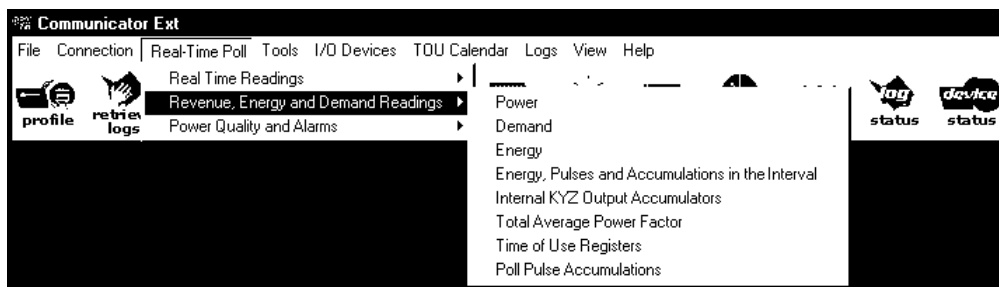 Communicator Ext
File Connection Real-Time Poll Tools I/O Devices TOU Calendar Logs View Help
Real Time Readings
Revenue, Energy and Demand Readings
Power Quality and Alarms
Power
Demand
Energy
Energy, Pulses and Accumulations in the Interval
Internal KYZ Output Accumulators
Total Average Power Factor
Time of Use Registers
Poll Pulse Accumulations
profile
logs
log
status
device
status